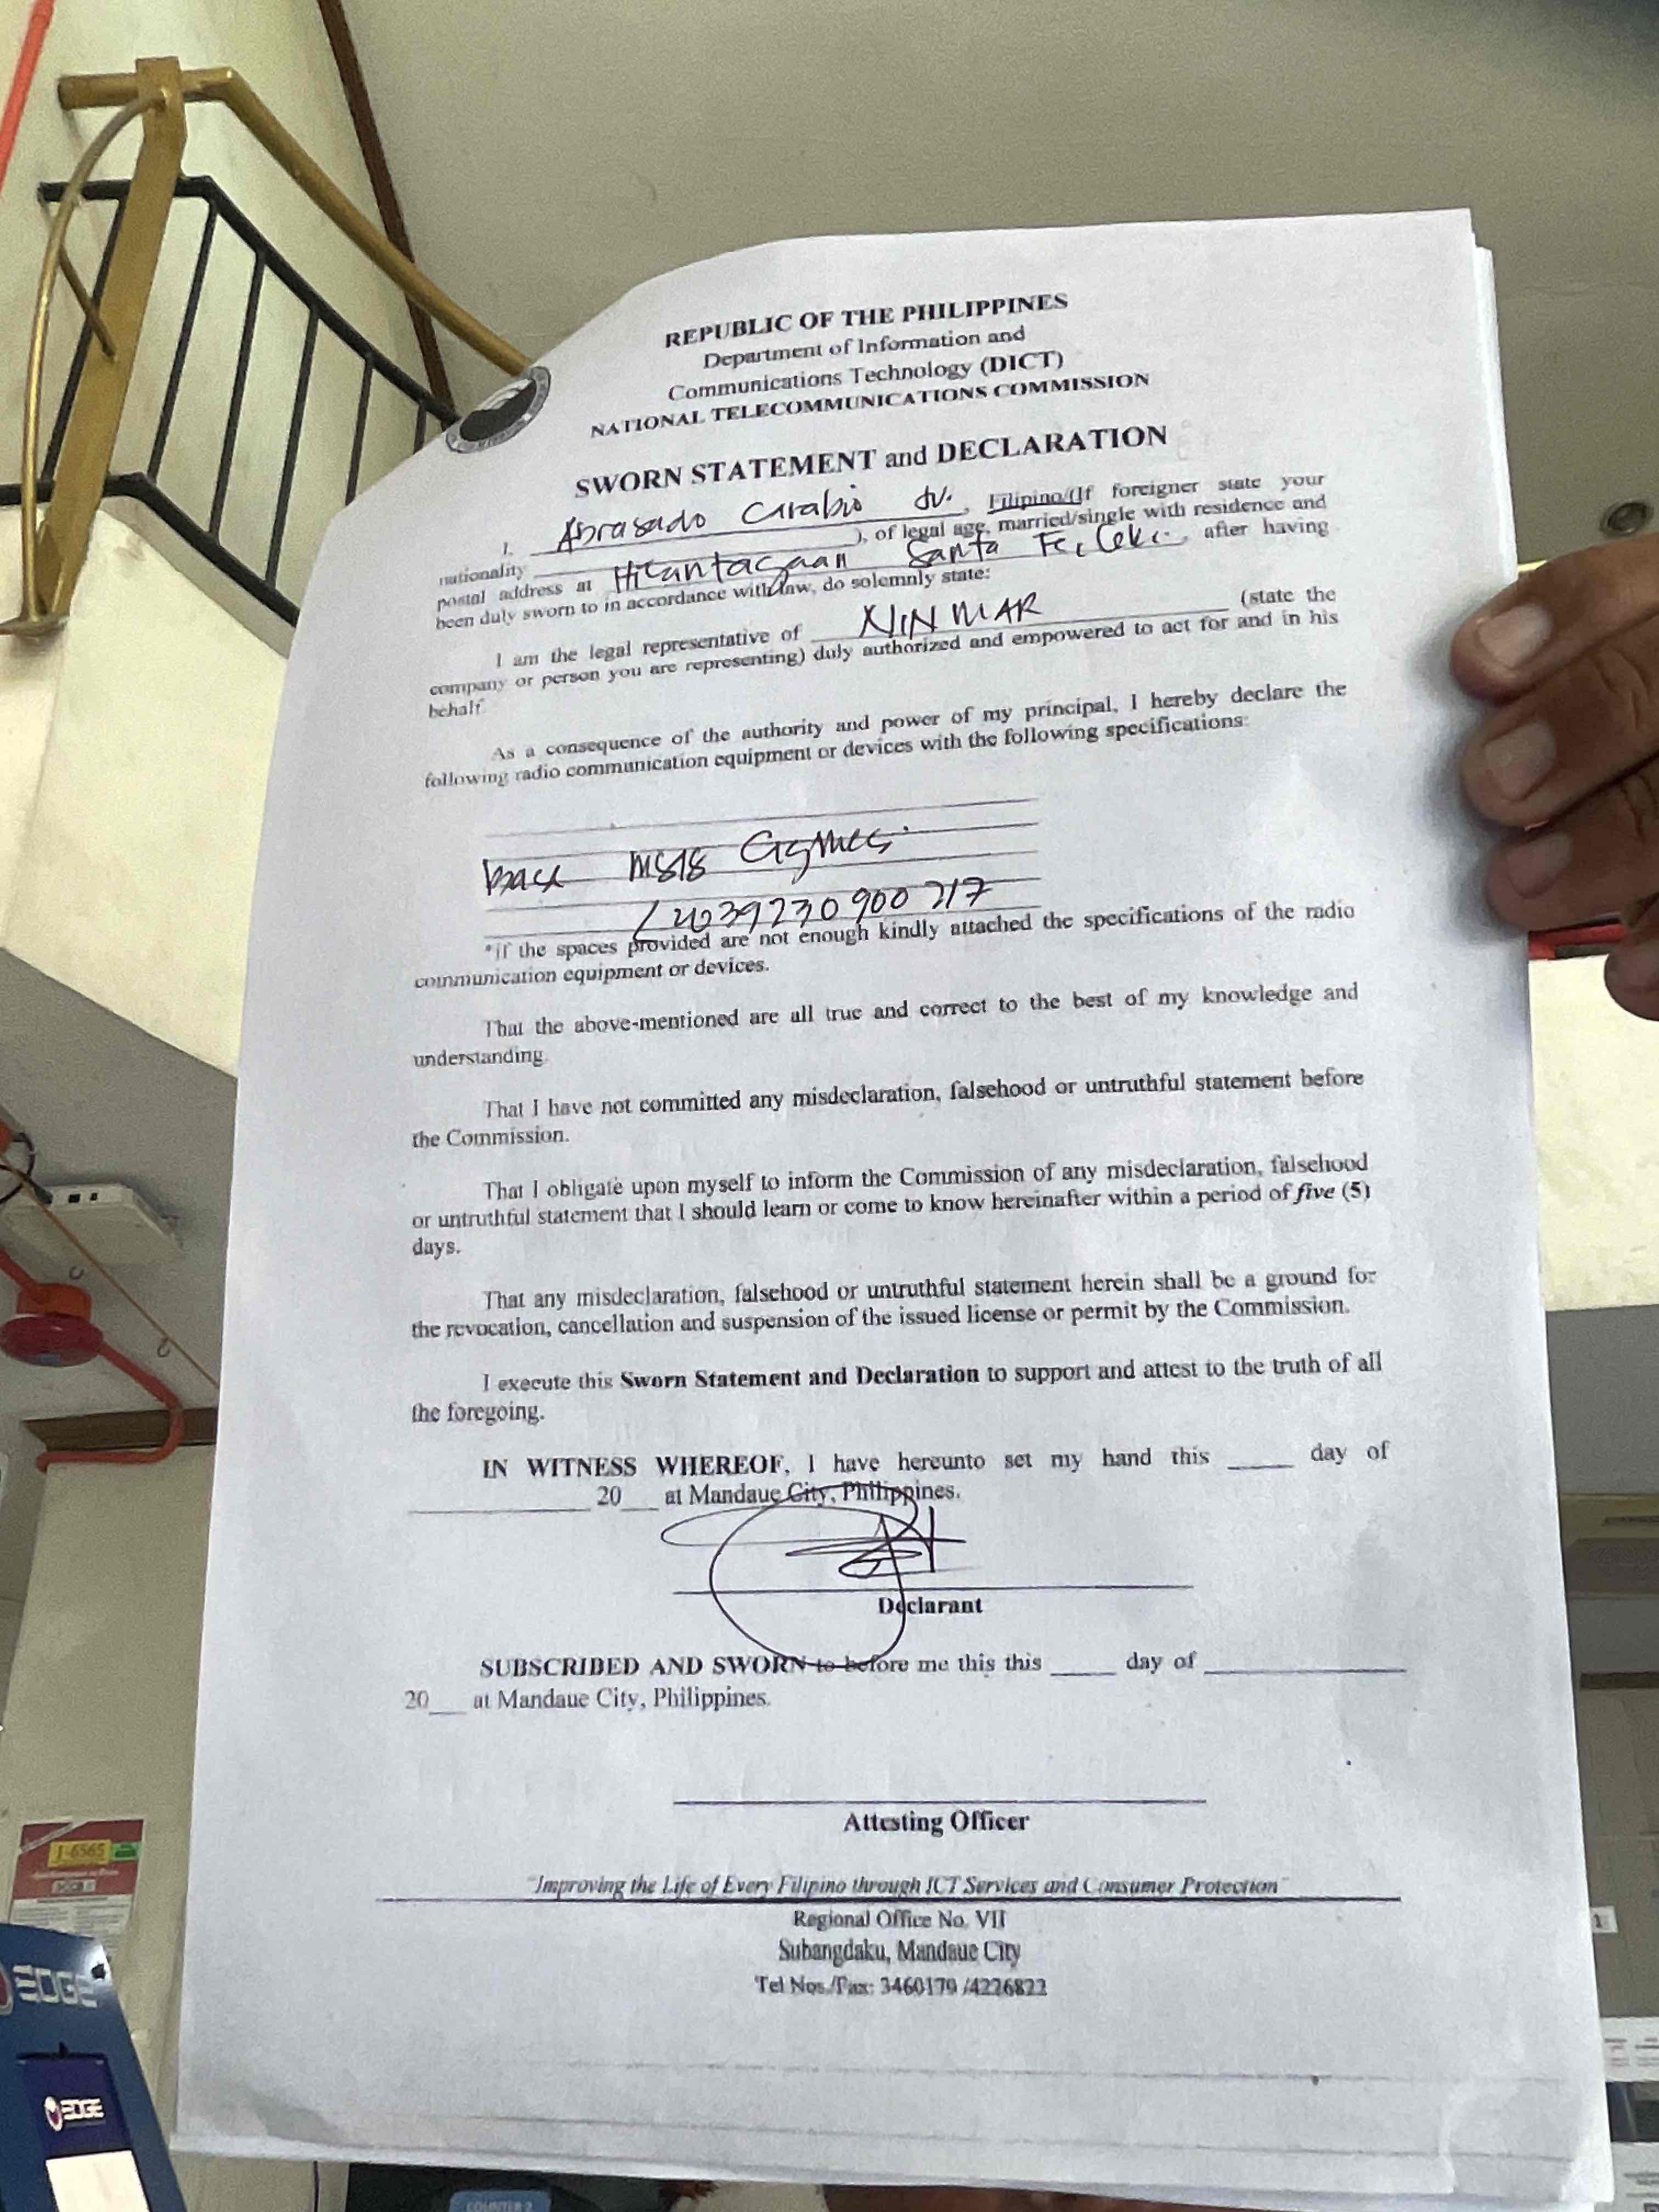 REPUBLIC OF THE PHILIPPINES
Department of Information and
Communications Technology (DICT)
NATIONAL TELECOMMUNICATIONS COMMISSION
SWORN STATEMENT and DECLARATION
I, Abrasado Carabio Jr., Filipino/(If foreigner state your
nationality ), of legal age, married/single with residence and
postal address at Hilantagaan Santa Fe, Cebu, after having
been duly sworn to in accordance with law, do solemnly state:
I am the legal representative of NINMAR (state the
company or person you are representing) duly authorized and empowered to act for and in his
behalf.
As a consequence of the authority and power of my principal, I hereby declare the
following radio communication equipment or devices with the following specifications:
base
*if the spaces provided are not enough kindly attached the specifications of the radio
communication equipment or devices.
That the above-mentioned are all true and correct to the best of my knowledge and
understanding.
That I have not committed any misdeclaration, falsehood or untruthful statement before
the Commission.
That I obligate upon myself to inform the Commission of any misdeclaration, falsehood
or untruthful statement that I should learn or come to know hereinafter within a period of five (5)
days.
That any misdeclaration, falsehood or untruthful statement herein shall be a ground for
the revocation, cancellation and suspension of the issued license or permit by the Commission.
I execute this Sworn Statement and Declaration to support and attest to the truth of all
the foregoing.
IN WITNESS WHEREOF, I have hereunto set my hand this _____ day of
_____________ 20___ at Mandaue City, Philippines.
Declarant
SUBSCRIBED AND SWORN to before me this this _____ day of _______________
20___ at Mandaue City, Philippines.
Attesting Officer
"Improving the Life of Every Filipino through ICT Services and Consumer Protection"
Regional Office No. VII
Subangdaku, Mandaue City
Tel Nos./Fax: 3460179 /4226822
J-6565
EDGE
EDGE
COUNTER 2
1